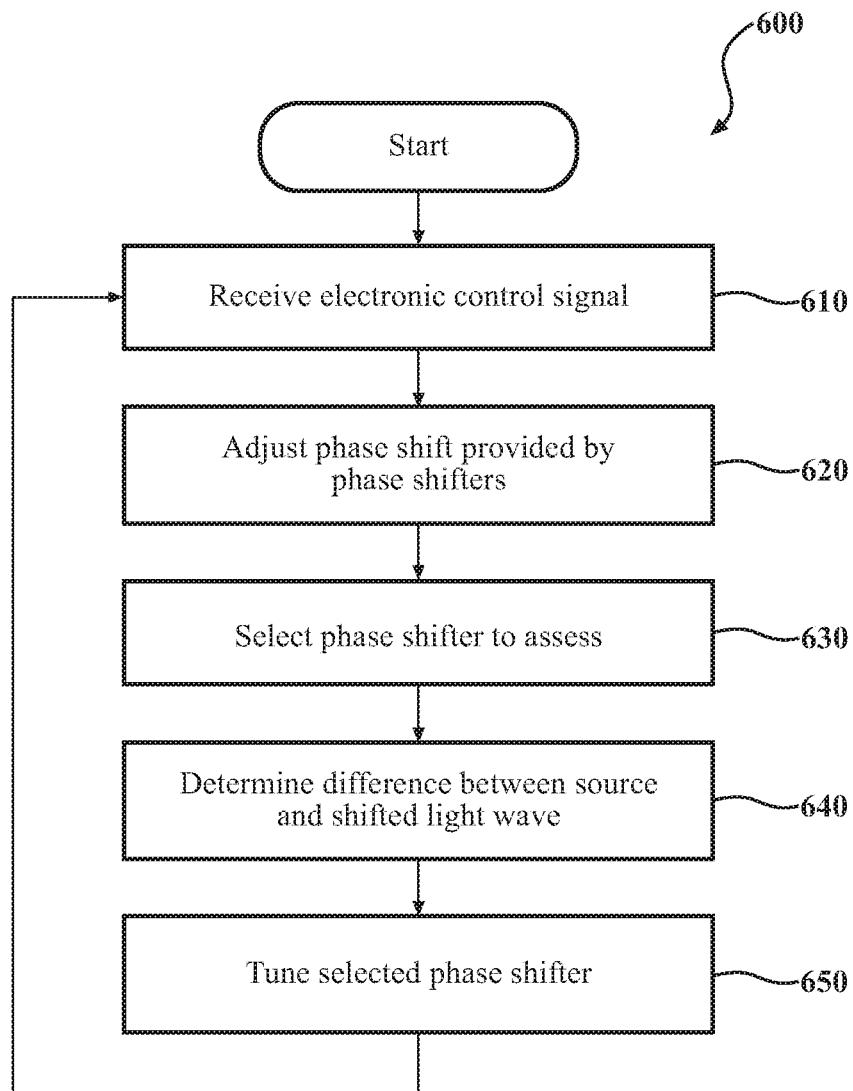 600
Start
Receive electronic control signal
610
Adjust phase shift provided by
phase shifters
620
Select phase shifter to assess
630
Determine difference between source
and shifted light wave
640
Tune selected phase shifter
650